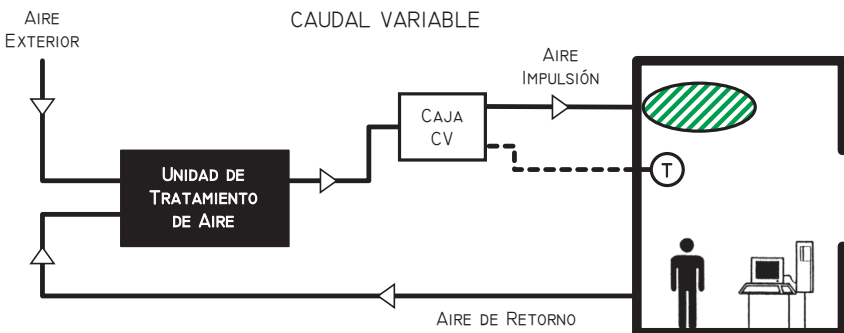 AIRE
EXTERIOR
CAUDAL VARIABLE
AIRE
IMPULSIÓN
CAJA
CV
UNIDAD DE
TRATAMIENTO
DE AIRE
T
AIRE DE RETORNO